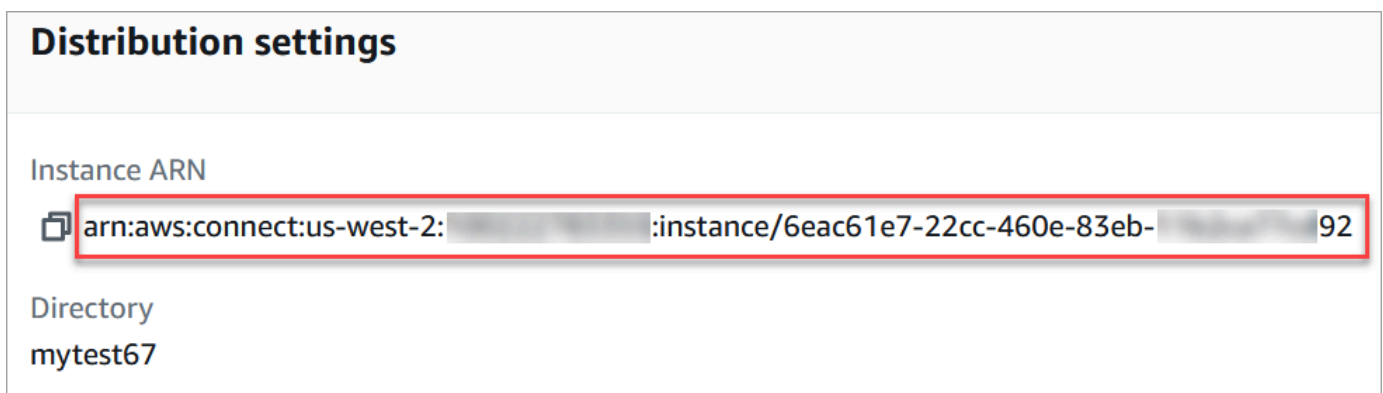 Distribution settings
Instance ARN
arn:aws:connect:us-west-2: :instance/6eac61e7-22cc-460e-83eb- 92
Directory
mytest67